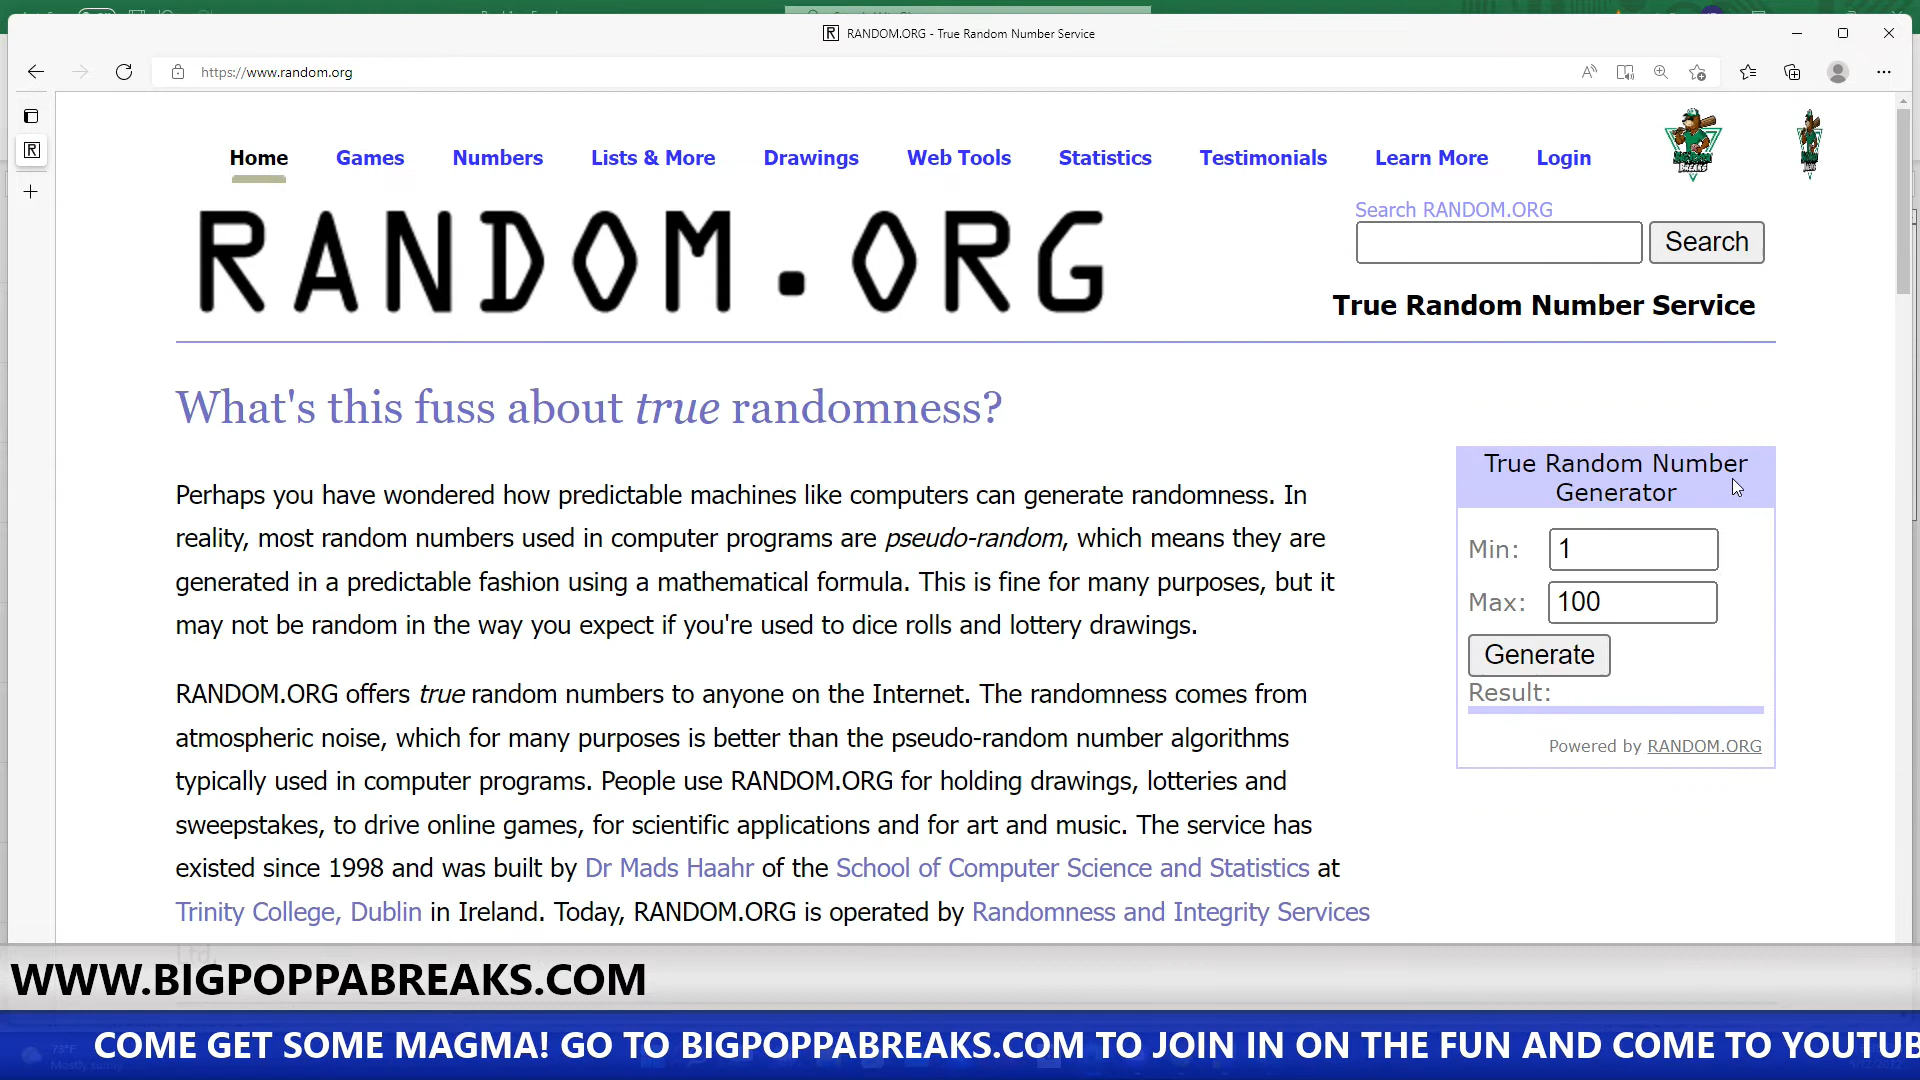 RANDOM.ORG - True Random Number Service
https://www.random.org
Home Games Numbers Lists & More Drawings Web Tools Statistics Testimonials Learn More Login
RANDOM.ORG
Search RANDOM.ORG
Search
True Random Number Service
What's this fuss about true randomness?
Perhaps you have wondered how predictable machines like computers can generate randomness. In
reality, most random numbers used in computer programs are pseudo-random, which means they are
generated in a predictable fashion using a mathematical formula. This is fine for many purposes, but it
may not be random in the way you expect if you're used to dice rolls and lottery drawings.
RANDOM.ORG offers true random numbers to anyone on the Internet. The randomness comes from
atmospheric noise, which for many purposes is better than the pseudo-random number algorithms
typically used in computer programs. People use RANDOM.ORG for holding drawings, lotteries and
sweepstakes, to drive online games, for scientific applications and for art and music. The service has
existed since 1998 and was built by Dr Mads Haahr of the School of Computer Science and Statistics at
Trinity College, Dublin in Ireland. Today, RANDOM.ORG is operated by Randomness and Integrity Services
True Random Number
Generator
Min: 1
Max: 100
Generate
Result:
Powered by RANDOM.ORG
WWW.BIGPOPPABREAKS.COM
COME GET SOME MAGMA! GO TO BIGPOPPABREAKS.COM TO JOIN IN ON THE FUN AND COME TO YOUTUB
73°F
Mostly sunny